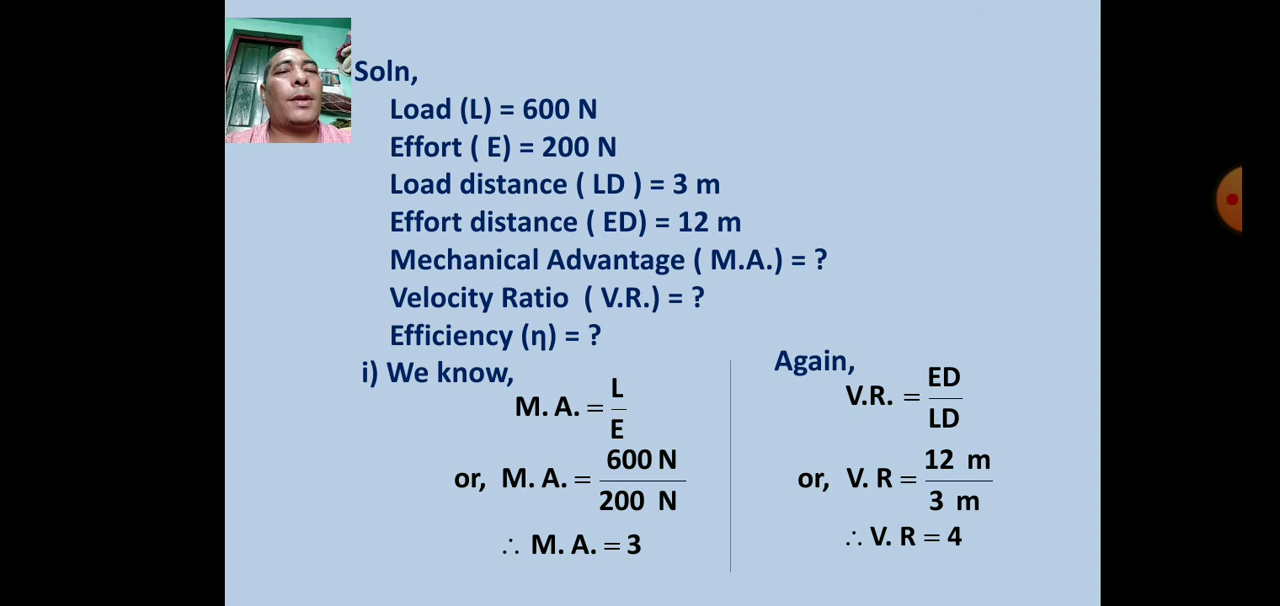 Soln,
Load (L) = 600 N
Effort ( E) = 200 N
Load distance ( LD ) = 3 m
Effort distance ( ED) = 12 m
Mechanical Advantage ( M.A.) = ?
Velocity Ratio ( V.R.) = ?
Efficiency (η) = ?
i) We know,
M. A. = L
E
or, M. A. = 600 N
200 N
∴ M. A. = 3
Again,
V.R. = ED
LD
or, V. R = 12 m
3 m
∴ V. R = 4